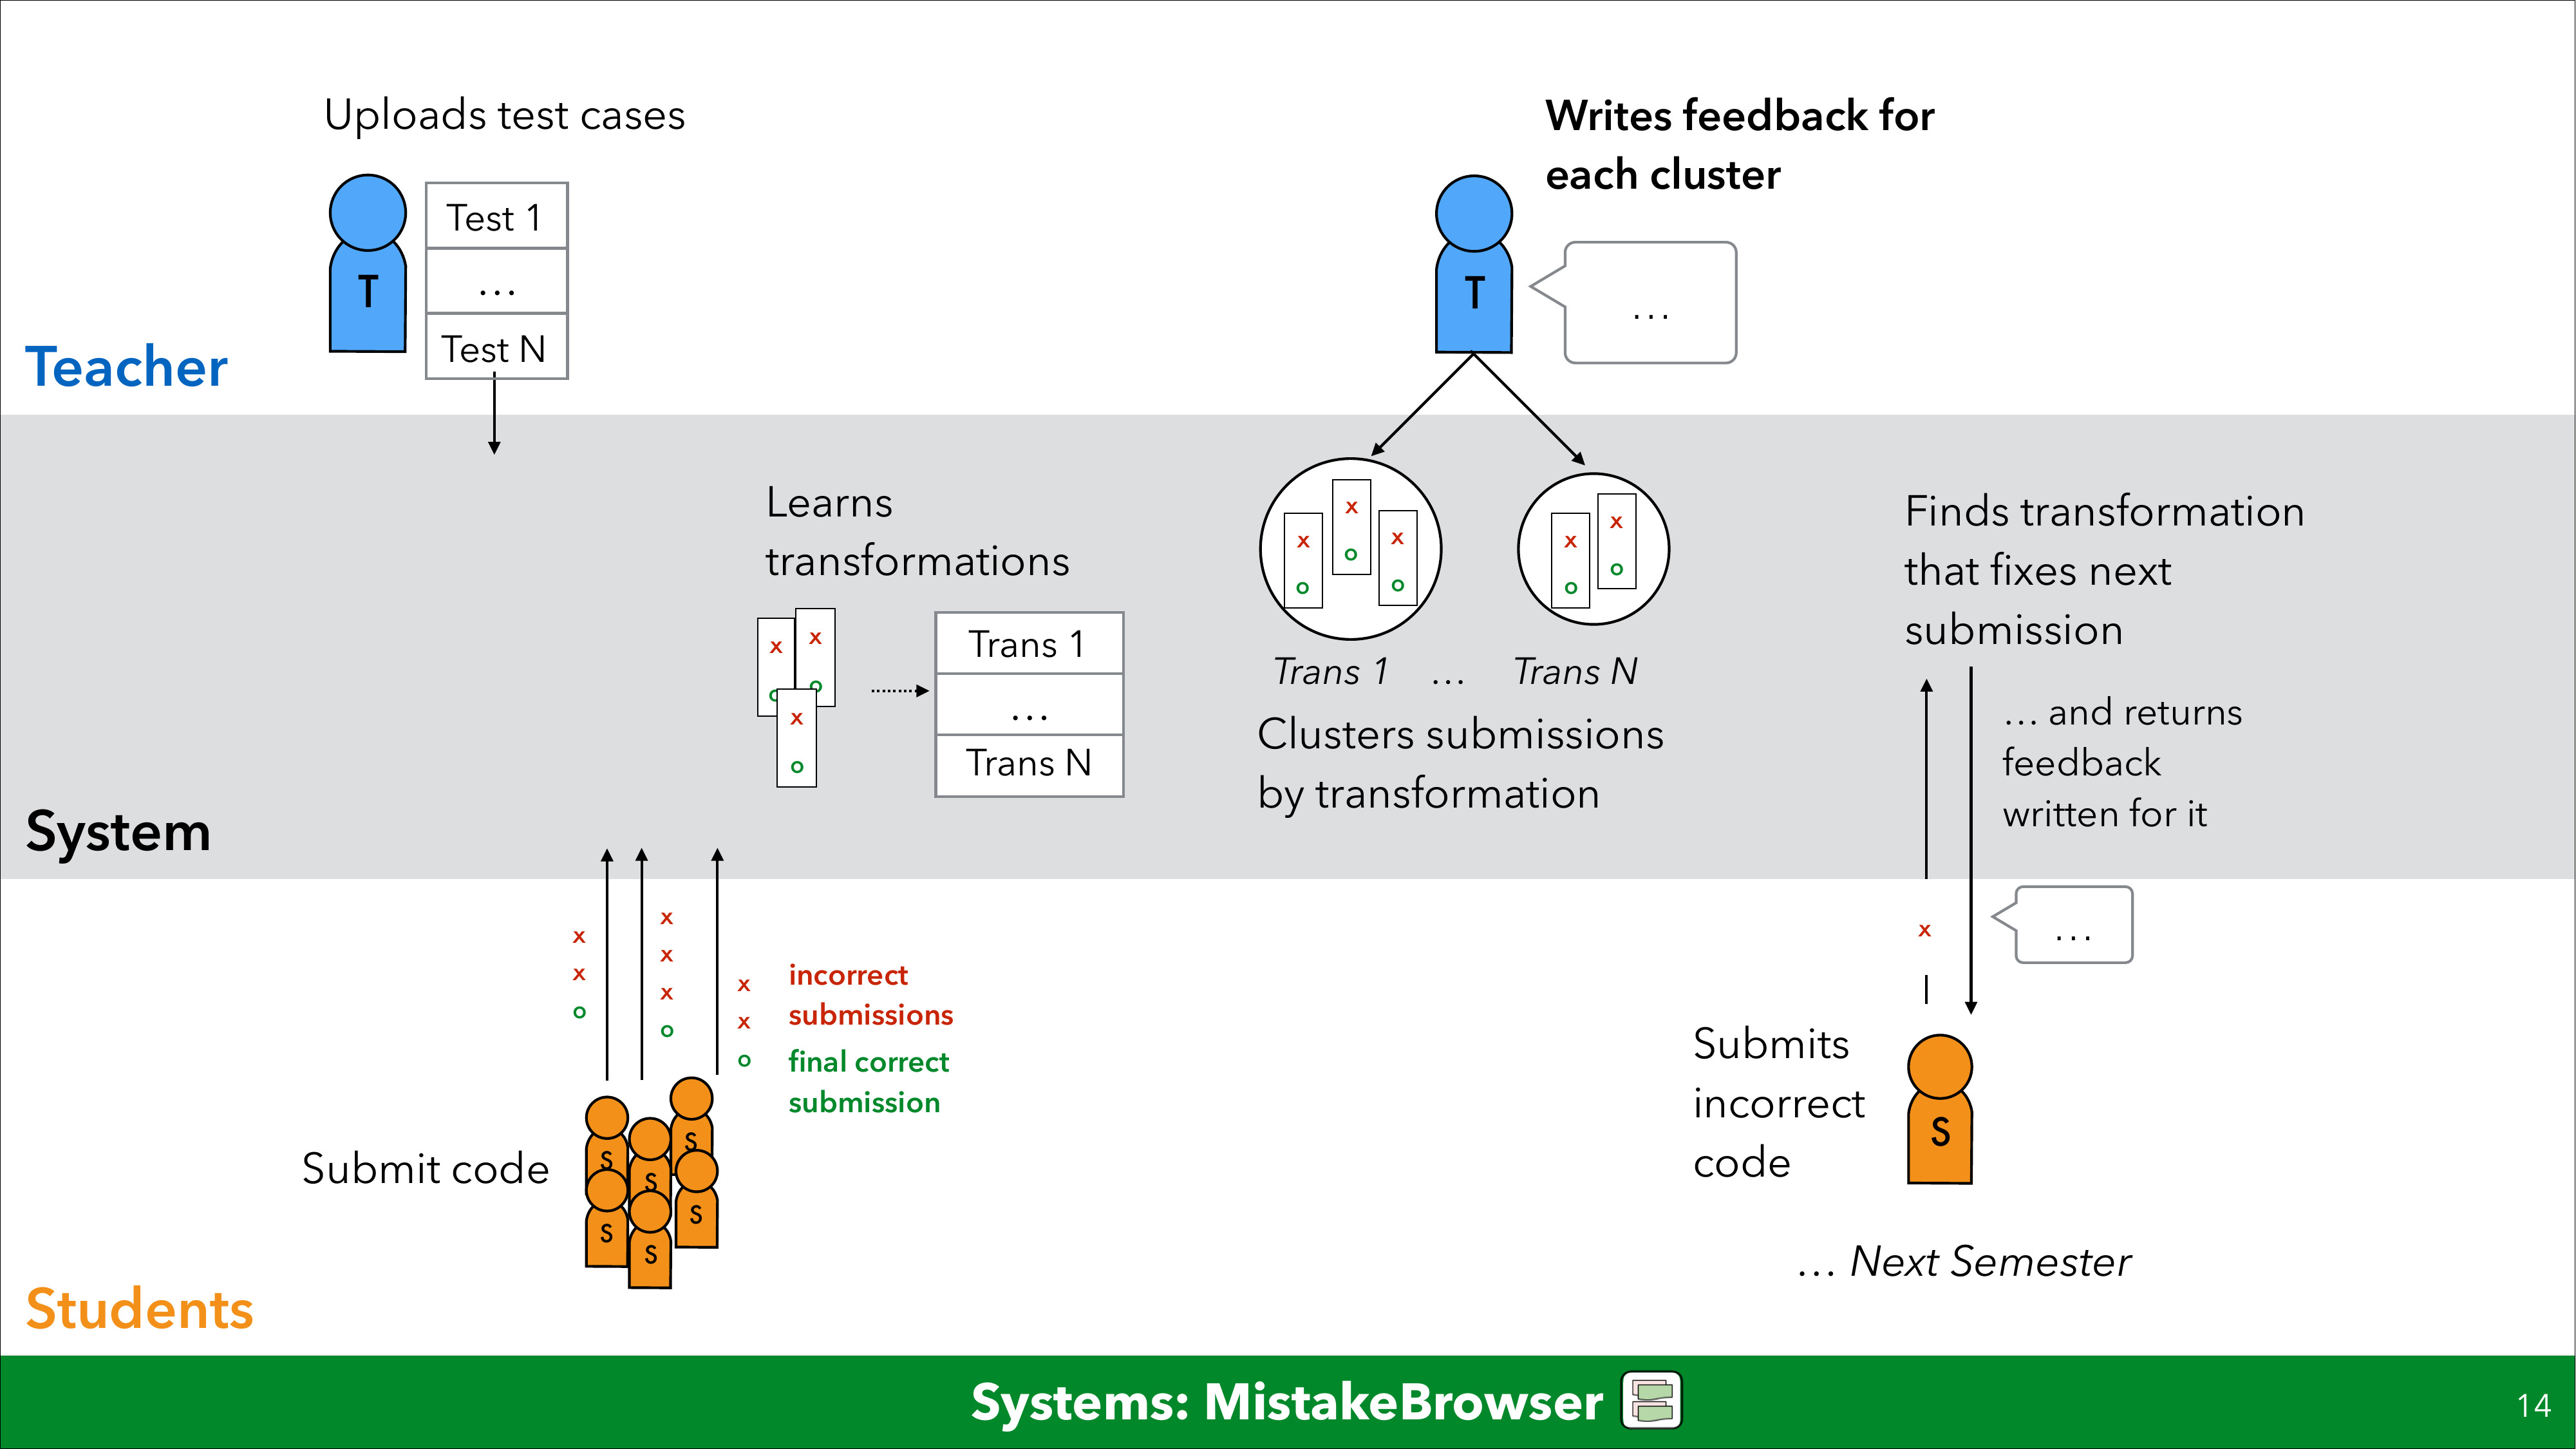 Uploads test cases
T
Test 1
...
Test N
Teacher
Writes feedback for
each cluster
T
...
Learns
transformations
x
o
x
o
x
o
Trans 1
...
Trans N
x
o
x
o
x
o
x
o
x
o
Trans 1 ... Trans N
Clusters submissions
by transformation
Finds transformation
that fixes next
submission
... and returns
feedback
written for it
System
x
x
o
x
x
x
o
x
x
o
incorrect
submissions
final correct
submission
Submit code
S
S
S
S
S
S
x
...
Submits
incorrect
code
S
... Next Semester
Students
Systems: MistakeBrowser
14